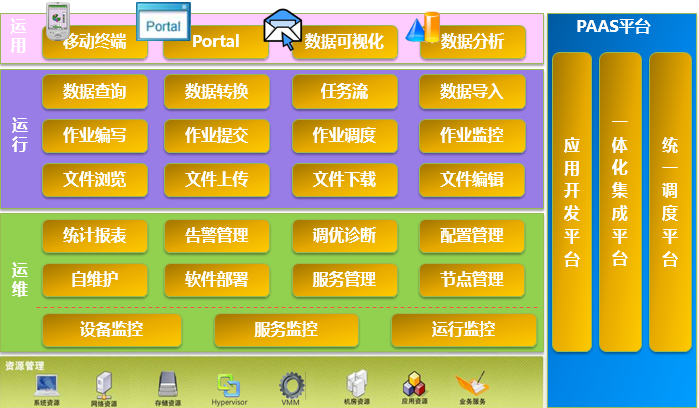 Portal
运用
移动终端 Portal 数据可视化 数据分析
运行
数据查询 数据转换 任务流 数据导入
作业编写 作业提交 作业调度 作业监控
文件浏览 文件上传 文件下载 文件编辑
运维
统计报表 告警管理 调优诊断 配置管理
自维护 软件部署 服务管理 节点管理
设备监控 服务监控 运行监控
资源管理
系统资源 网络资源 存储资源 Hypervisor VMM 机房资源 应用资源 业务服务
PAAS平台
应用开发平台
一体化集成平台
统一调度平台